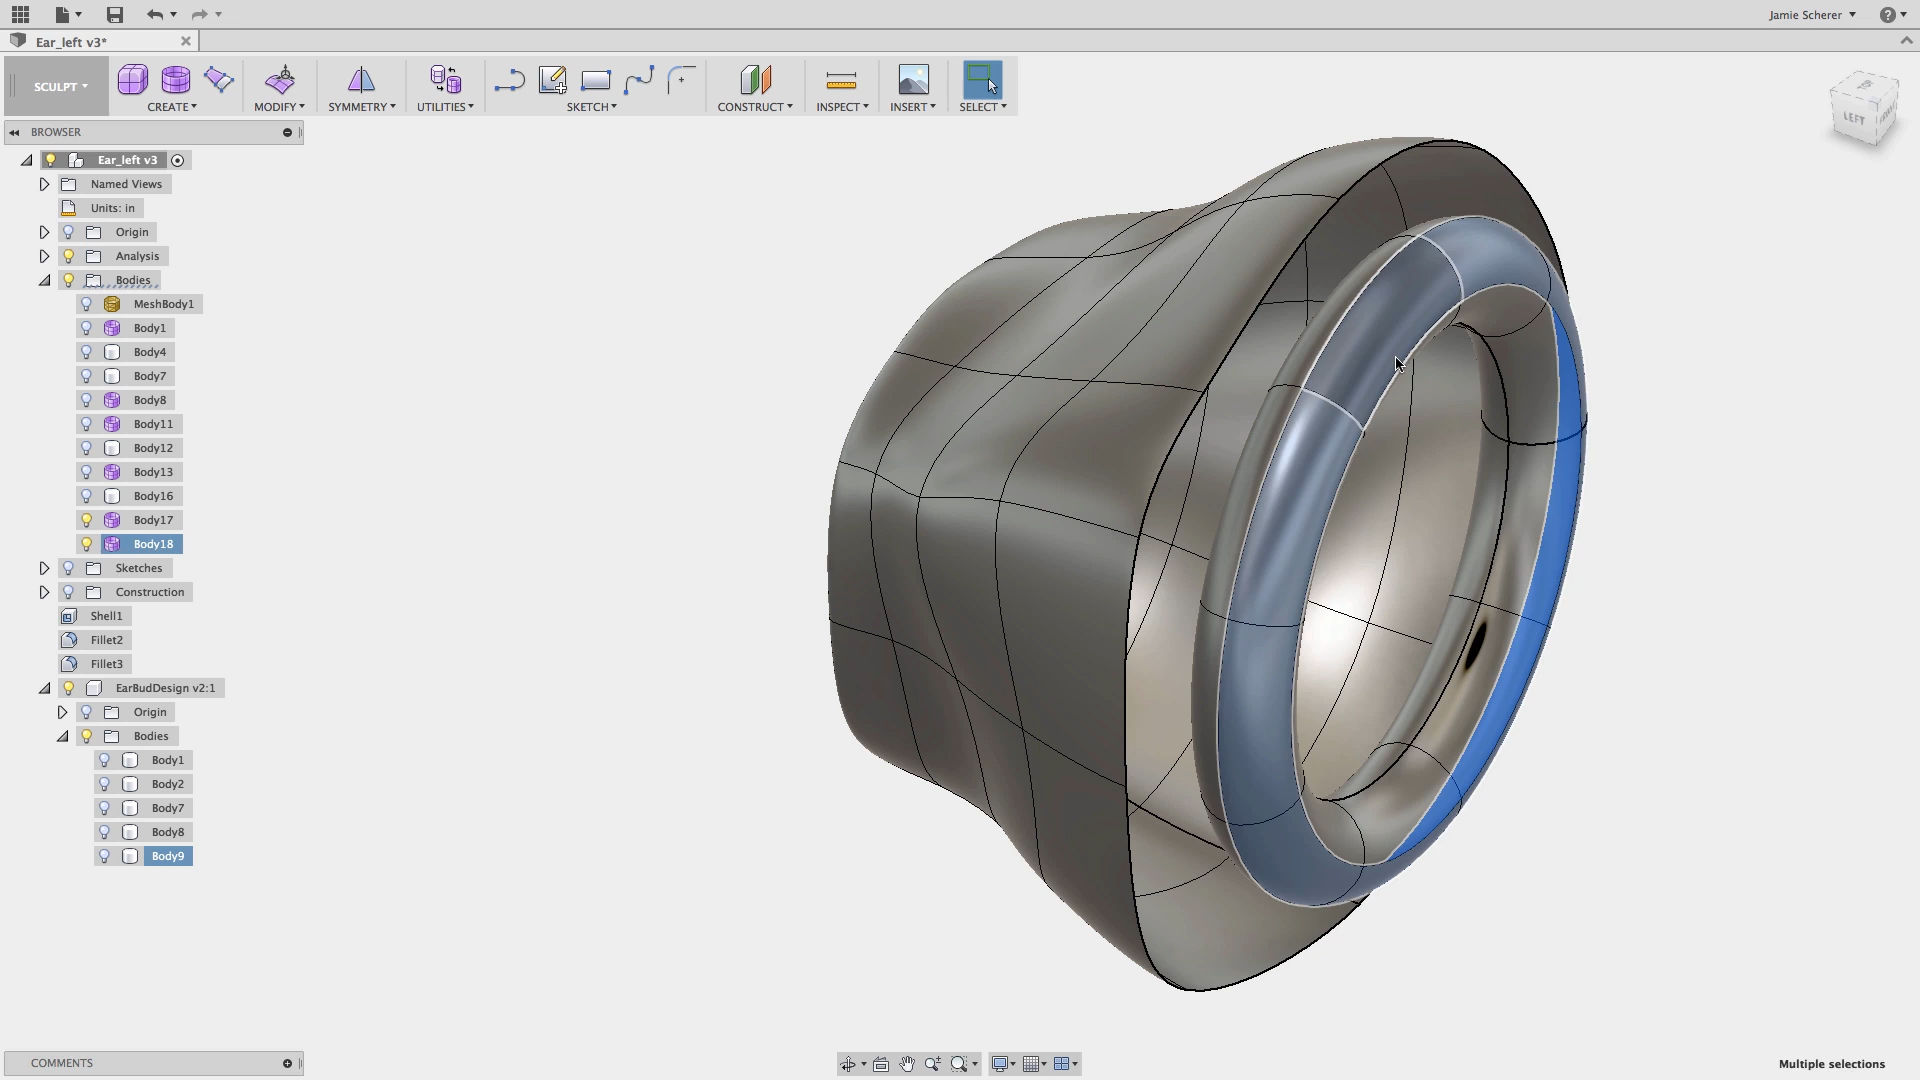 Jamie Scherer
Ear_left v3*
SCULPT
CREATE
MODIFY
SYMMETRY
UTILITIES
SKETCH
CONSTRUCT
INSPECT
INSERT
SELECT
LEFT
BROWSER
Ear_left v3
Named Views
Units: in
Origin
Analysis
Bodies
MeshBody1
Body1
Body4
Body7
Body8
Body11
Body12
Body13
Body16
Body17
Body18
Sketches
Construction
Shell1
Fillet2
Fillet3
EarBudDesign v2:1
Origin
Bodies
Body1
Body2
Body7
Body8
Body9
COMMENTS
Multiple selections